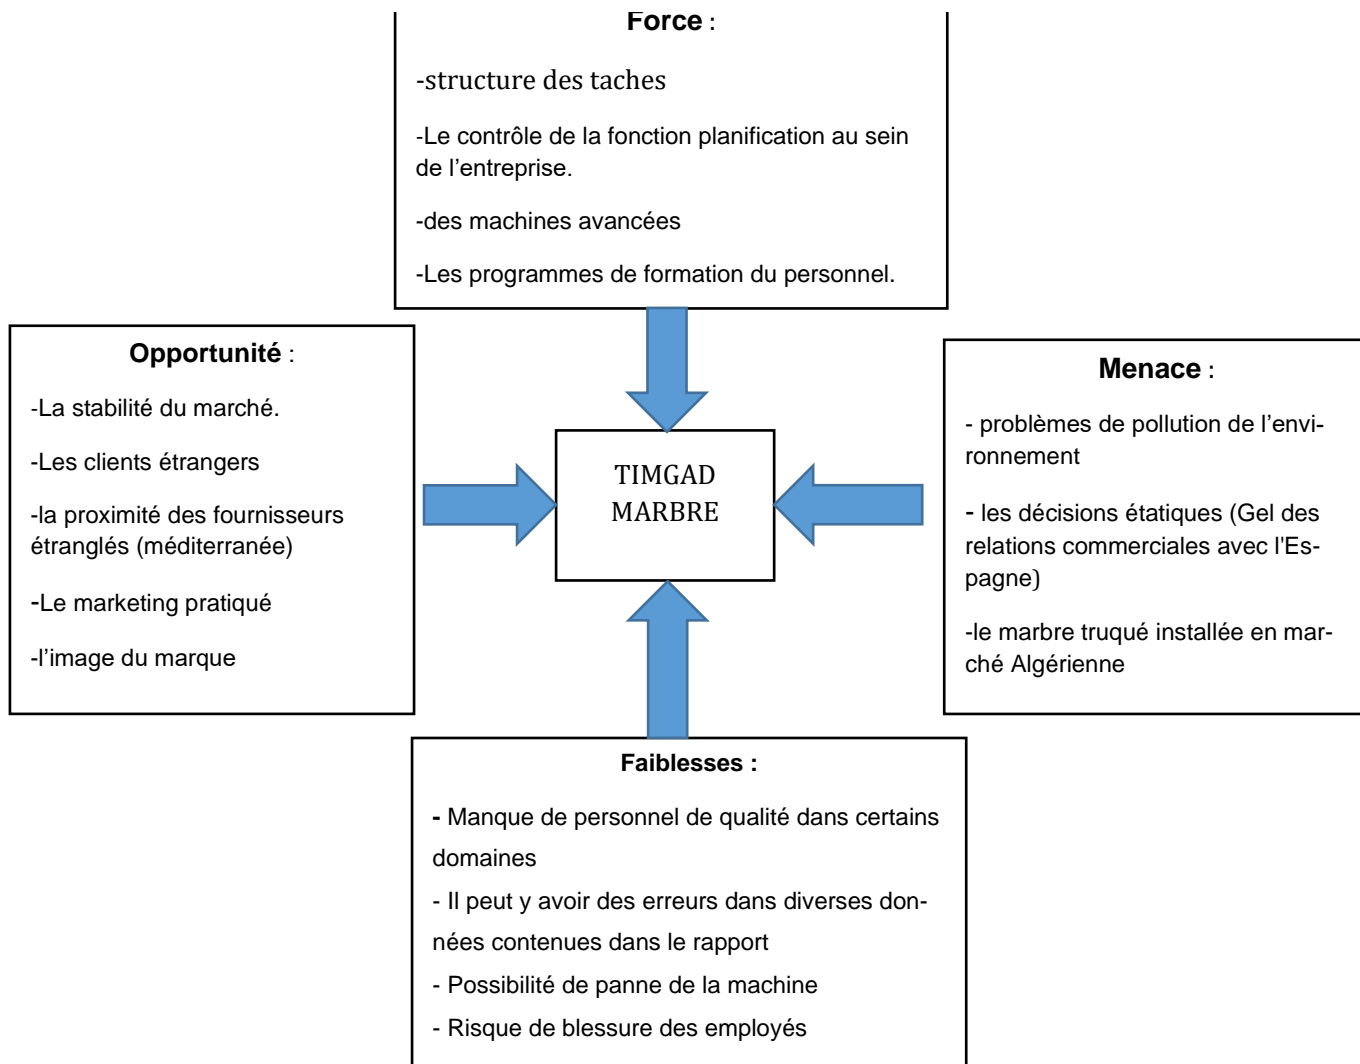 Force :
-structure des taches
-Le contrôle de la fonction planification au sein
de l'entreprise.
-des machines avancées
-Les programmes de formation du personnel.
Opportunité :
-La stabilité du marché.
-Les clients étrangers
-la proximité des fournisseurs
étranglés (méditerranée)
-Le marketing pratiqué
-l'image du marque
TIMGAD
MARBRE
Menace :
- problèmes de pollution de l'envi-
ronnement
- les décisions étatiques (Gel des
relations commerciales avec l'Es-
pagne)
-le marbre truqué installée en mar-
ché Algérienne
Faiblesses :
- Manque de personnel de qualité dans certains
domaines
- Il peut y avoir des erreurs dans diverses don-
nées contenues dans le rapport
- Possibilité de panne de la machine
- Risque de blessure des employés